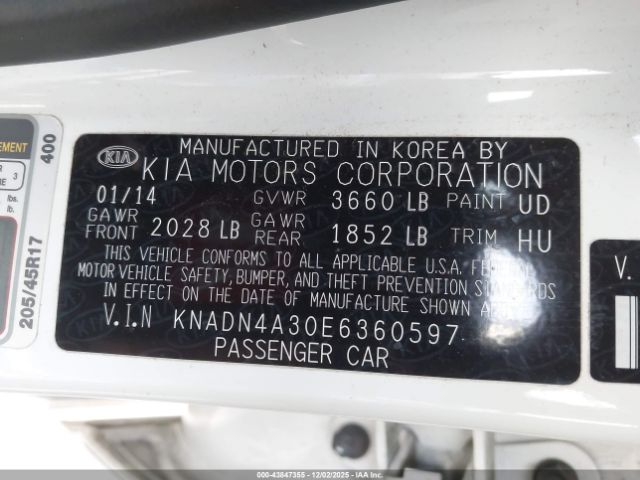 KIA
MANUFACTURED IN KOREA BY
KIA MOTORS CORPORATION
01/14 GVWR 3660 LB PAINT UD
GAWR FRONT 2028 LB GAWR REAR 1852 LB TRIM HU
THIS VEHICLE CONFORMS TO ALL APPLICABLE U.S.A.
MOTOR VEHICLE SAFETY, BUMPER, AND THEFT PREVENTION STANDARDS
IN EFFECT ON THE DATE OF MANUFACTURE SHOWN
V.I.N KNADN4A30E6360597
PASSENGER CAR
400
205/45R17
3
lbs.
lb.
V.
000-43847355 - 12/02/2025 - IAA Inc.